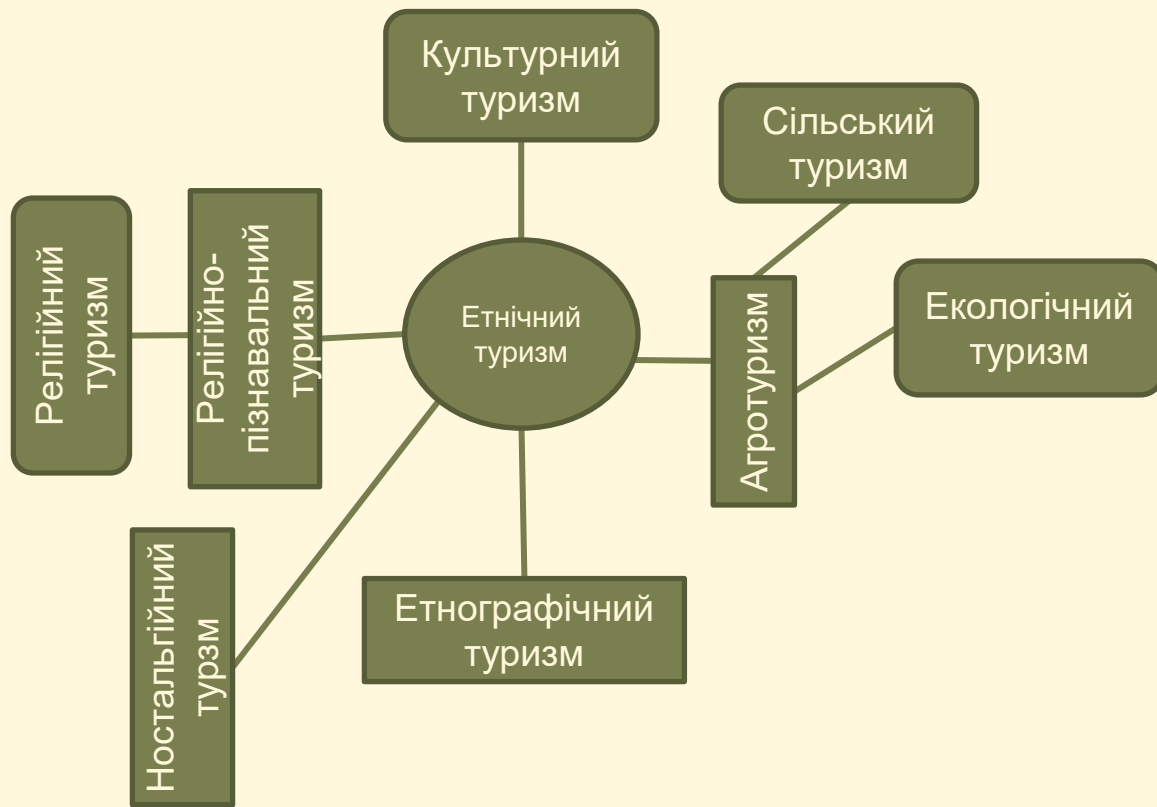 Культурний
туризм
Сільський
туризм
Екологічний
туризм
Релігійний
туризм
Релігійно-
пізнавальний
туризм
Етнічний
туризм
Агротуризм
Ностальгійний
турзм
Етнографічний
туризм